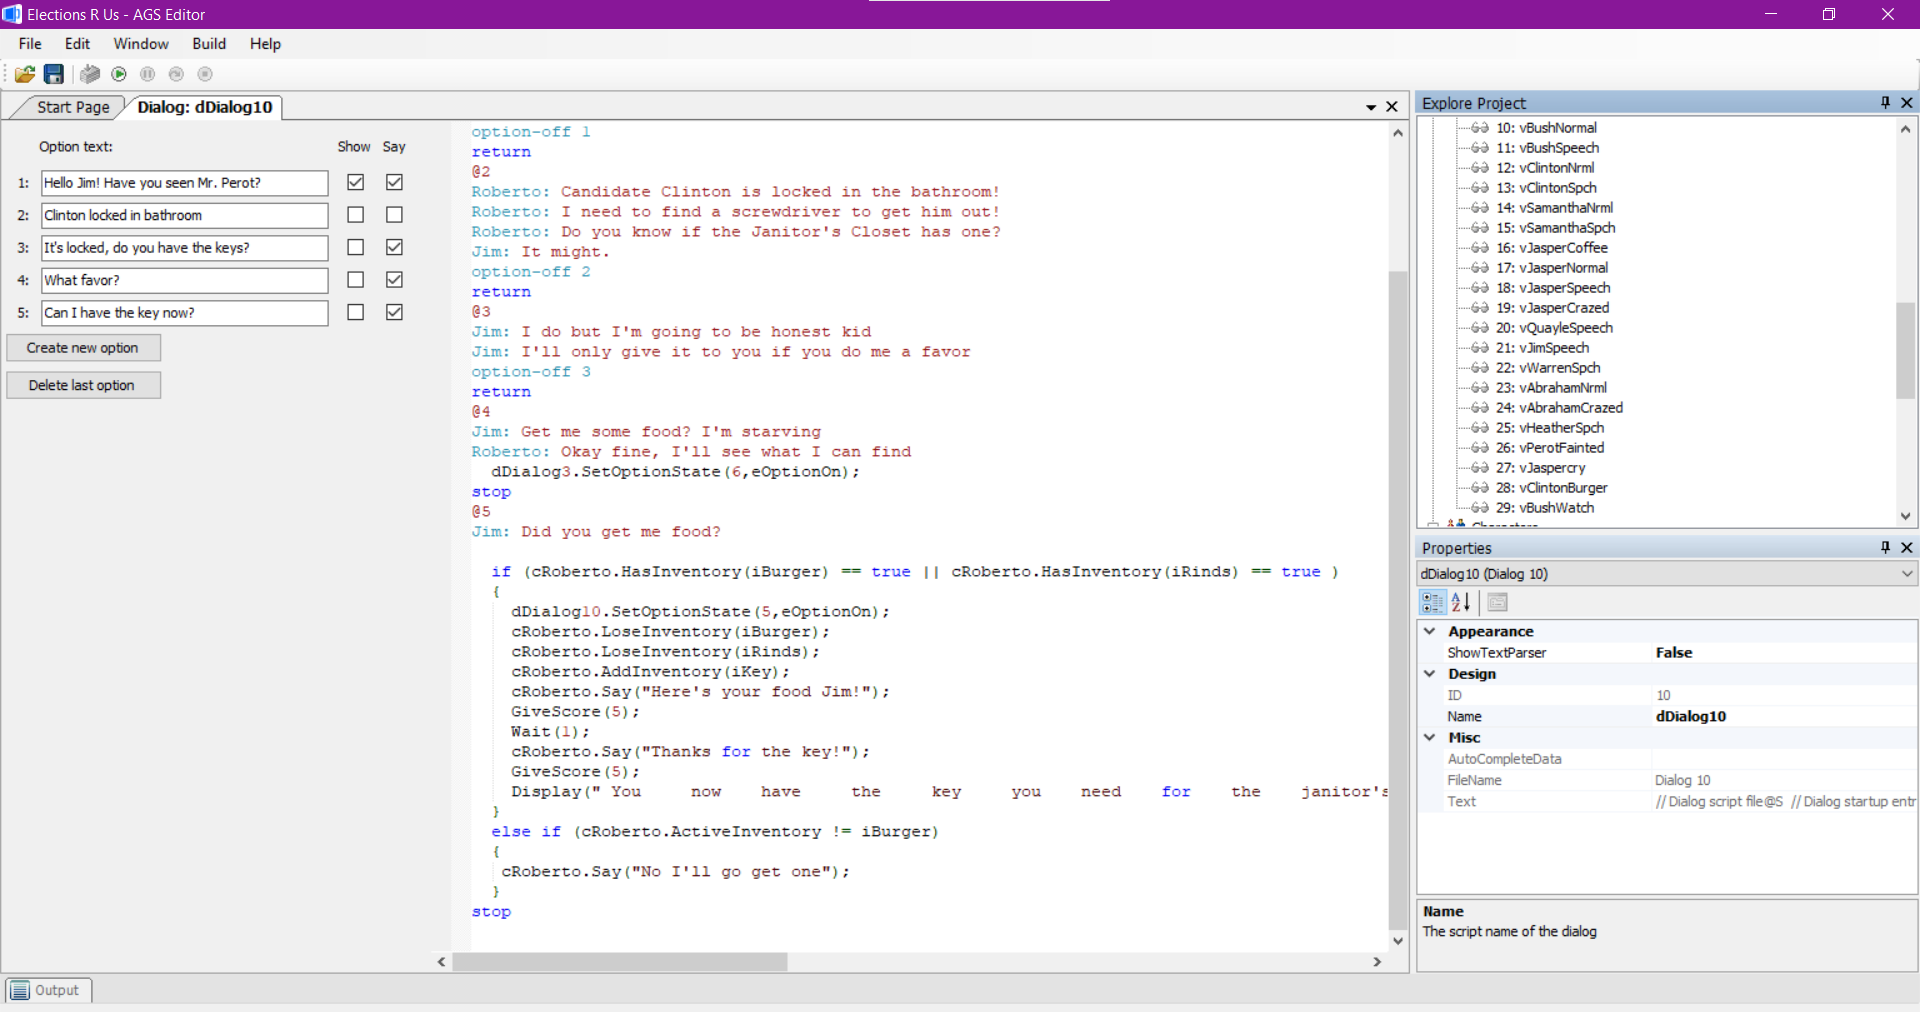 Elections R Us - AGS Editor
File Edit Window Build Help
Start Page Dialog: dDialog10
Option text: Show Say
1: Hello Jim! Have you seen Mr. Perot?
2: Clinton locked in bathroom
3: It's locked, do you have the keys?
4: What favor?
5: Can I have the key now?
Create new option
Delete last option
option-off 1
return
@2
Roberto: Candidate Clinton is locked in the bathroom!
Roberto: I need to find a screwdriver to get him out!
Roberto: Do you know if the Janitor's Closet has one?
Jim: It might.
option-off 2
return
@3
Jim: I do but I'm going to be honest kid
Jim: I'll only give it to you if you do me a favor
option-off 3
return
@4
Jim: Get me some food? I'm starving
Roberto: Okay fine, I'll see what I can find
dDialog3.SetOptionState(6,eOptionOn);
stop
@5
Jim: Did you get me food?
if (cRoberto.HasInventory(iBurger) == true || cRoberto.HasInventory(iRinds) == true )
{
dDialog10.SetOptionState(5,eOptionOn);
cRoberto.LoseInventory(iBurger);
cRoberto.LoseInventory(iRinds);
cRoberto.AddInventory(iKey);
cRoberto.Say("Here's your food Jim!");
GiveScore(5);
Wait(1);
cRoberto.Say("Thanks for the key!");
GiveScore(5);
Display(" You now have the key you need for the janitor's
}
else if (cRoberto.ActiveInventory != iBurger)
{
cRoberto.Say("No I'll go get one");
}
stop
Output
Explore Project
10: vBushNormal
11: vBushSpeech
12: vClintonNrml
13: vClintonSpch
14: vSamanthaNrml
15: vSamanthaSpch
16: vJasperCoffee
17: vJasperNormal
18: vJasperSpeech
19: vJasperCrazed
20: vQuayleSpeech
21: vJimSpeech
22: vWarrenSpch
23: vAbrahamNrml
24: vAbrahamCrazed
25: vHeatherSpch
26: vPerotFainted
27: vJaspercry
28: vClintonBurger
29: vBushWatch
Properties
dDialog10 (Dialog 10)
Appearance
ShowTextParser False
Design
ID 10
Name dDialog10
Misc
AutoCompleteData
FileName Dialog 10
Text // Dialog script file@S // Dialog startup entr
Name
The script name of the dialog